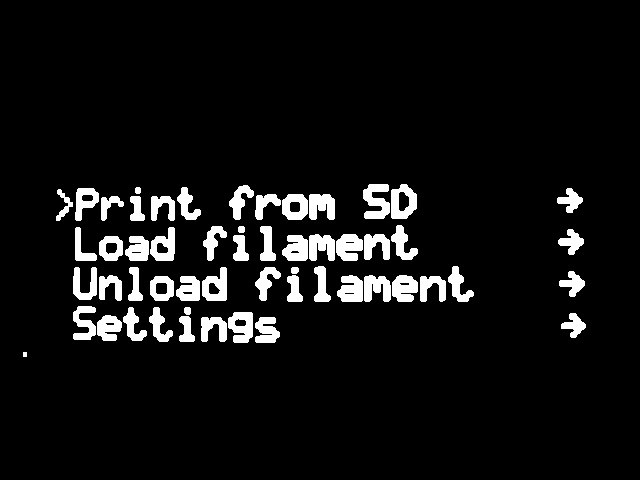 >Print from SD →
Load filament →
Unload filament →
Settings →